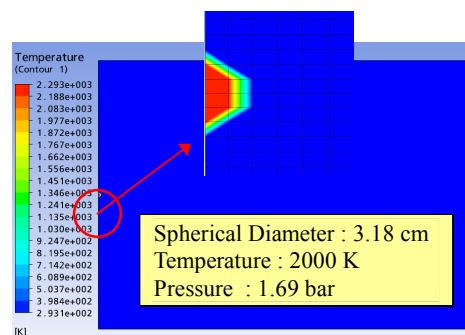 Temperature
(Contour 1)
2.293e+003
2.188e+003
2.083e+003
1.977e+003
1.872e+003
1.767e+003
1.662e+003
1.556e+003
1.451e+003
1.346e+003
1.241e+003
1.135e+003
1.030e+003
9.247e+002
8.195e+002
7.142e+002
6.089e+002
5.037e+002
3.984e+002
2.931e+002
[K]
Spherical Diameter : 3.18 cm
Temperature : 2000 K
Pressure : 1.69 bar